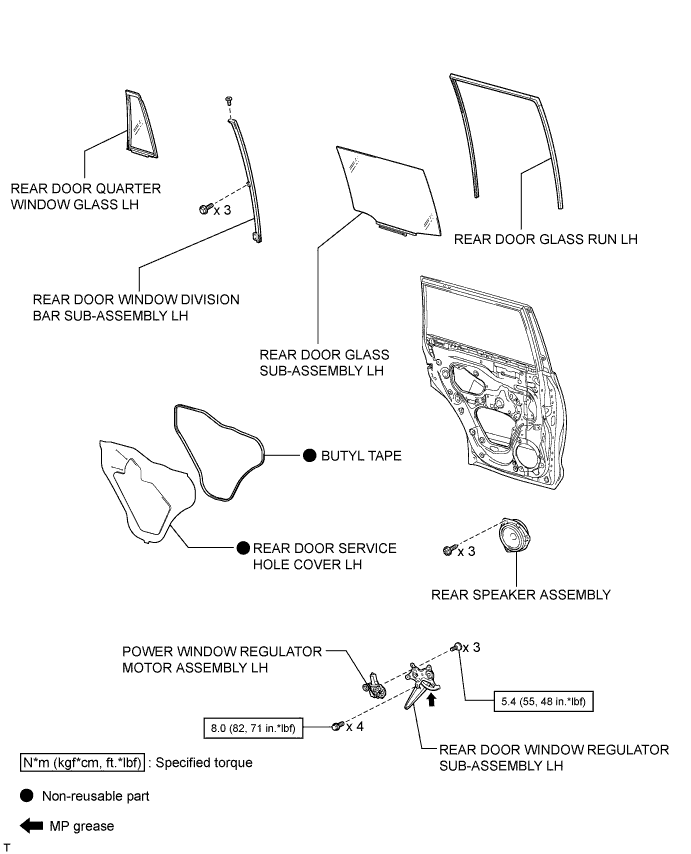 REAR DOOR QUARTER
WINDOW GLASS LH
x 3
REAR DOOR GLASS RUN LH
REAR DOOR WINDOW DIVISION
BAR SUB-ASSEMBLY LH
REAR DOOR GLASS
SUB-ASSEMBLY LH
BUTYL TAPE
REAR DOOR SERVICE
HOLE COVER LH
x 3
REAR SPEAKER ASSEMBLY
POWER WINDOW REGULATOR
MOTOR ASSEMBLY LH
x 3
5.4 (55, 48 in.*lbf)
8.0 (82, 71 in.*lbf)
x 4
REAR DOOR WINDOW REGULATOR
SUB-ASSEMBLY LH
N*m (kgf*cm, ft.*lbf) : Specified torque
Non-reusable part
MP grease
T